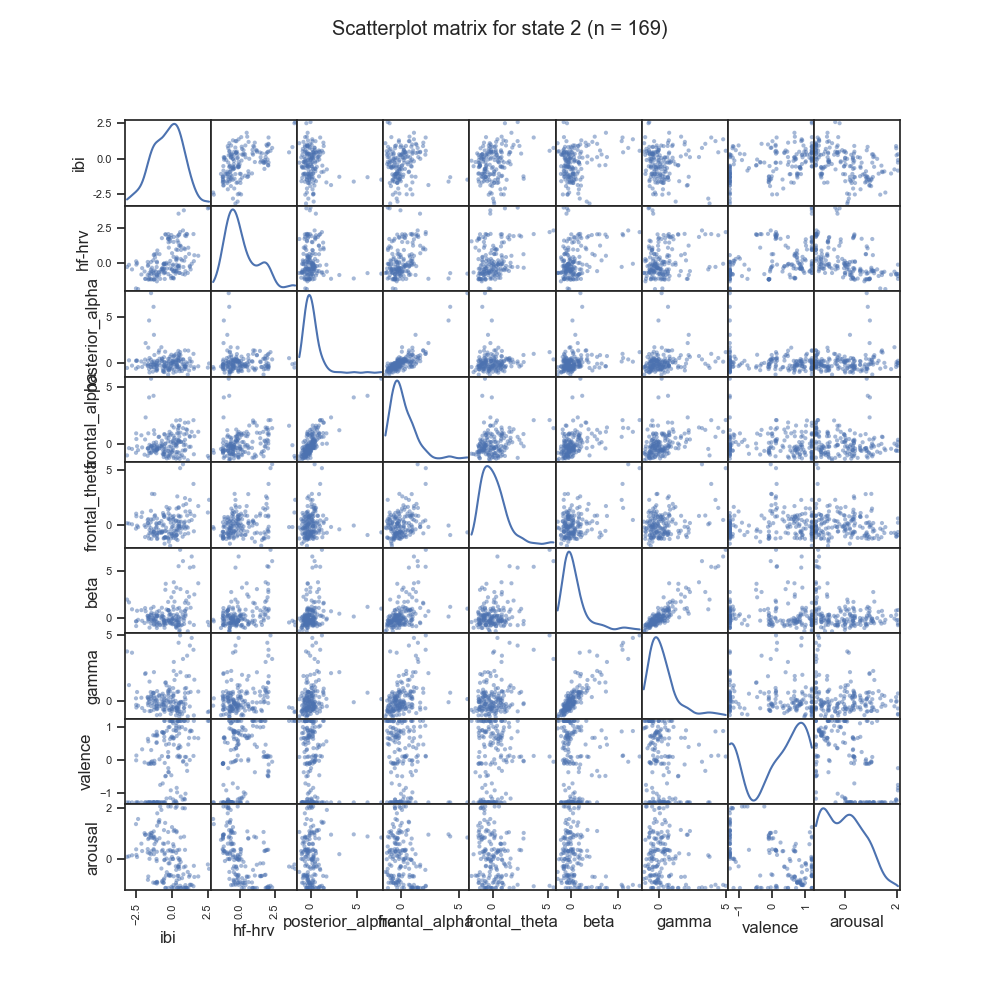 Scatterplot matrix for state 2 (n = 169)
ibi
2.5
0.0
−2.5
hf-hrv
2.5
0.0
posterior_alpha
5
0
frontal_alpha
5
0
frontal_theta
5
0
beta
5
0
gamma
5
0
valence
1
0
−1
arousal
2
0
−2.5
0.0
2.5
0.0
2.5
0
5
0
5
0
5
0
5
0
5
−1
0
1
0
2
ibi
hf-hrv
posterior_alpha
frontal_alpha
frontal_theta
beta
gamma
valence
arousal